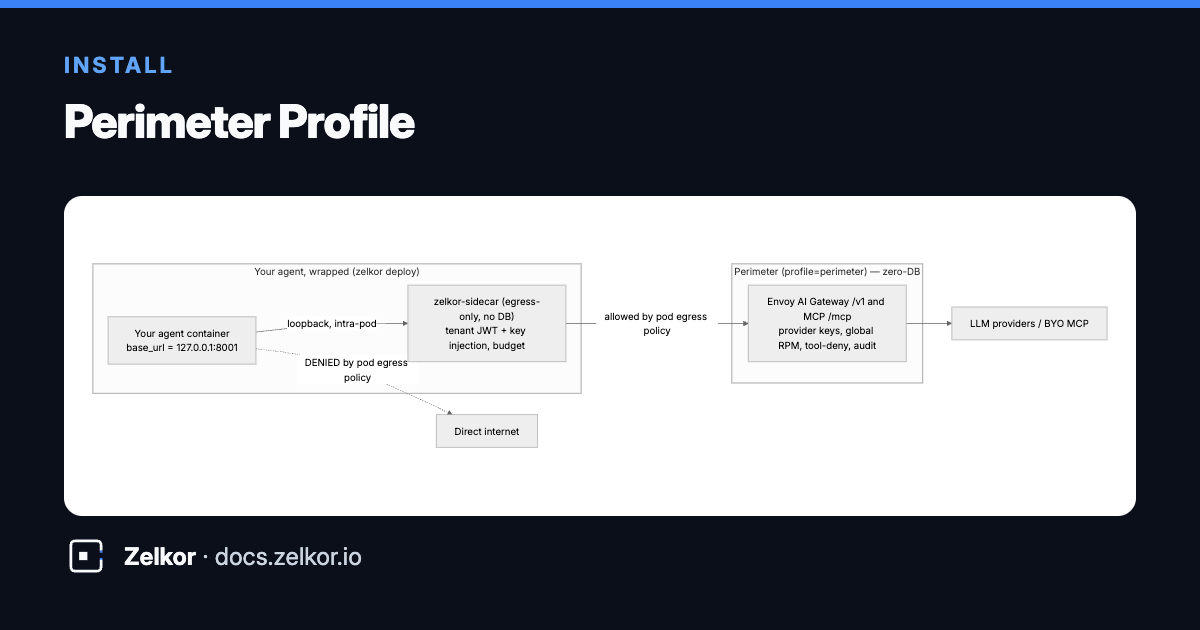 INSTALL
Perimeter Profile
Your agent, wrapped (zelkor deploy)
Your agent container
base_url = 127.0.0.1:8001
loopback, intra-pod
DENIED by pod egress
policy
zelkor-sidecar (egress-
only, no DB)
tenant JWT + key
injection, budget
Direct internet
allowed by pod egress
policy
Perimeter (profile=perimeter) — zero-DB
Envoy AI Gateway /v1 and
MCP /mcp
provider keys, global
RPM, tool-deny, audit
LLM providers / BYO MCP
Zelkor · docs.zelkor.io